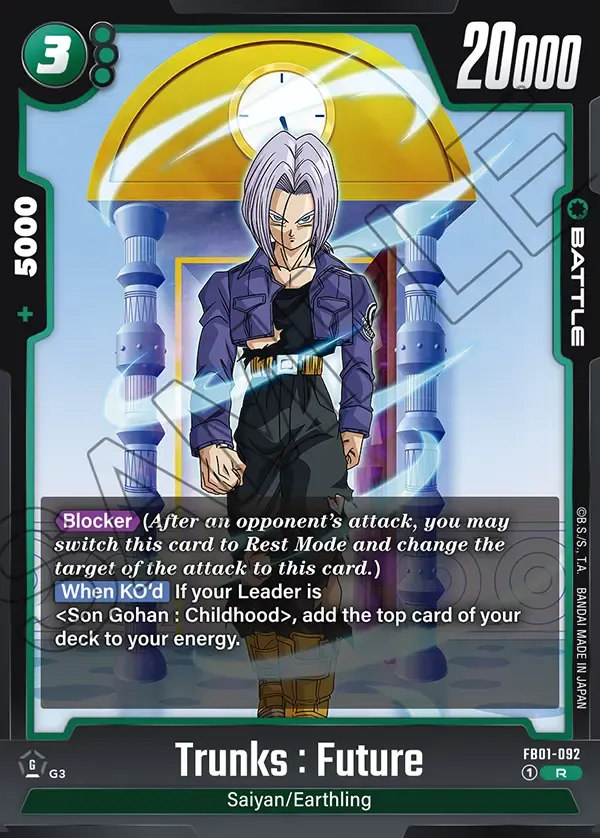 3
20000
+ 5000
BATTLE
SAMPLE
Blocker (After an opponent's attack, you may
switch this card to Rest Mode and change the
target of the attack to this card.)
When KO'd If your Leader is
<Son Gohan : Childhood>, add the top card of your
deck to your energy.
©B.S./S., T.A. BANDAI MADE IN JAPAN
G G3
Trunks : Future
FB01-092
1 R
Saiyan/Earthling